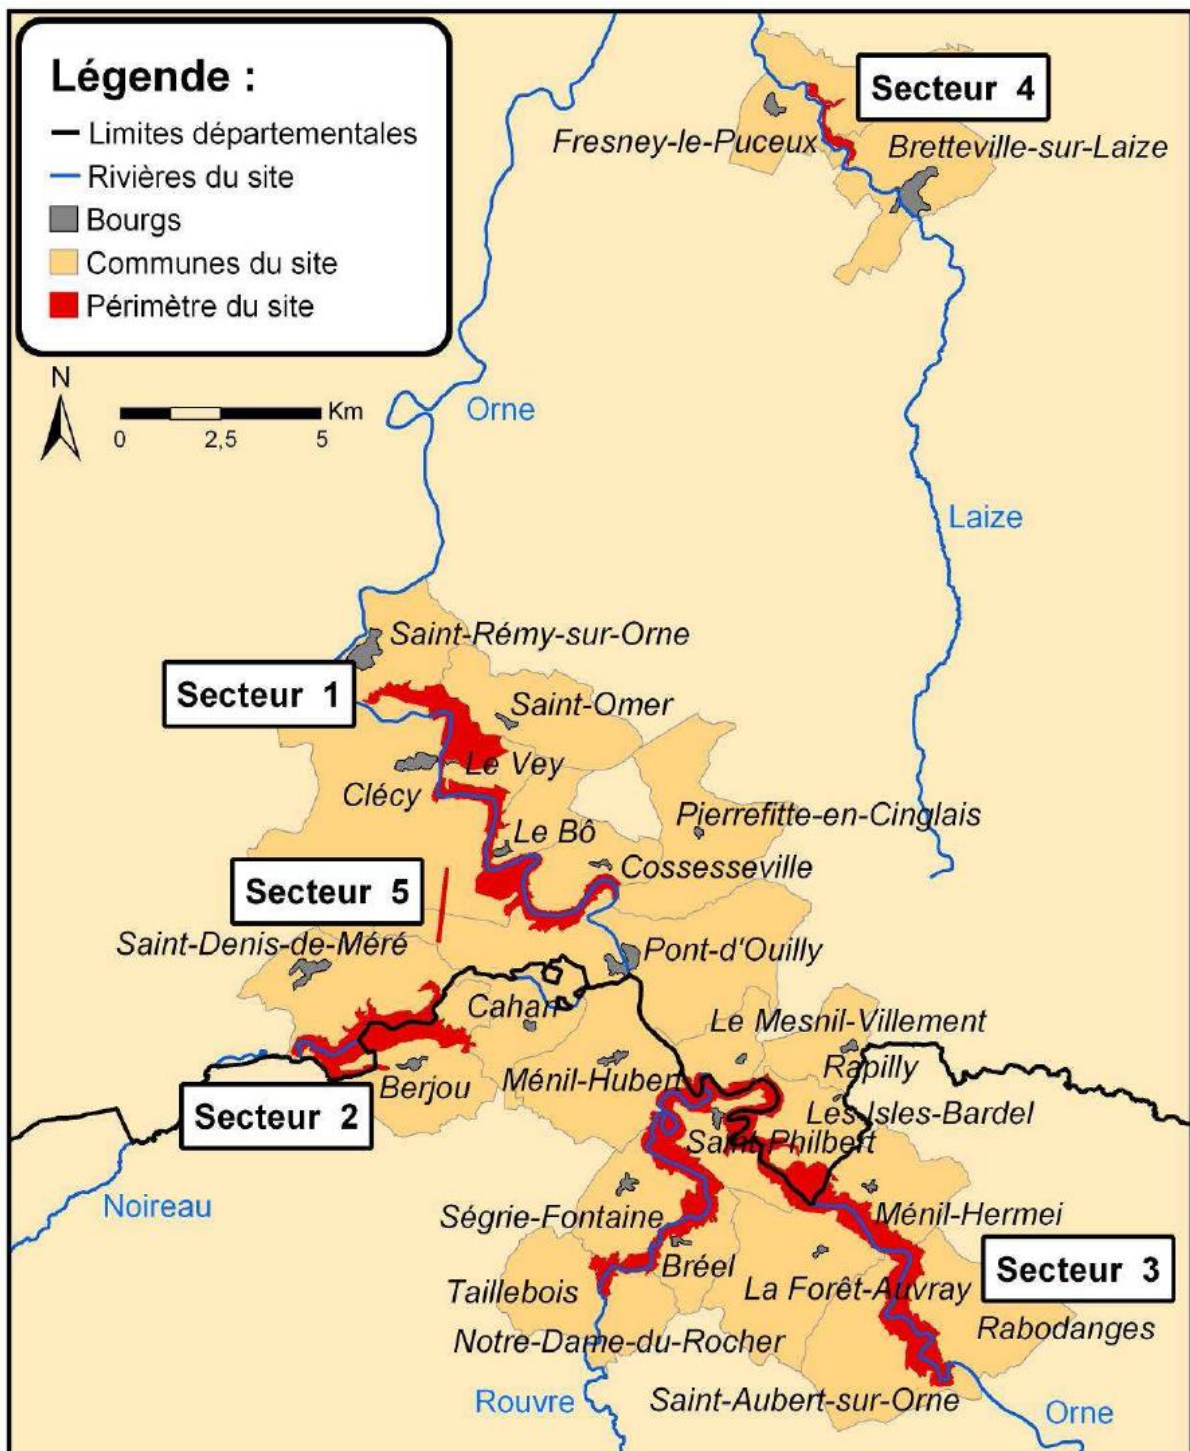 Légende :
Limites départementales
Rivières du site
Bourgs
Communes du site
Périmètre du site
N
Km
0 2,5 5
Secteur 4
Fresney-le-Puceux
Bretteville-sur-Laize
Orne
Laize
Saint-Rémy-sur-Orne
Secteur 1
Saint-Omer
Le Vey
Clécy
Pierrefitte-en-Cinglais
Le Bô
Cossesseville
Secteur 5
Saint-Denis-de-Méré
Pont-d'Ouilly
Cahan
Le Mesnil-Villement
Rapilly
Berjou
Ménil-Hubert
Les-Isles-Bardel
Secteur 2
Saint-Philbert
Noireau
Ségrie-Fontaine
Ménil-Hermei
Bréel
Secteur 3
Taillebois
La Forêt-Auvray
Rabodanges
Notre-Dame-du-Rocher
Rouvre
Saint-Aubert-sur-Orne
Orne